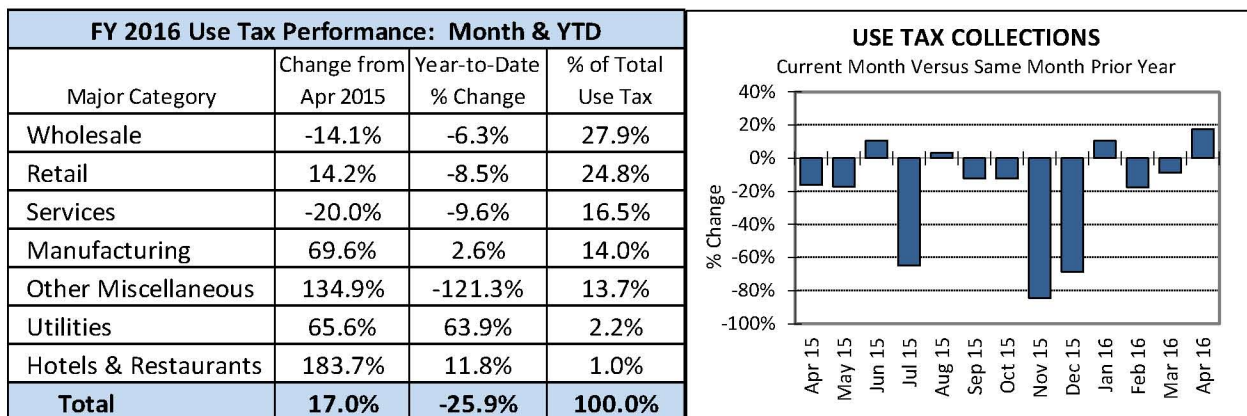 FY 2016 Use Tax Performance: Month & YTD
Major Category Change from Apr 2015 Year-to-Date % Change % of Total Use Tax
Wholesale -14.1% -6.3% 27.9%
Retail 14.2% -8.5% 24.8%
Services -20.0% -9.6% 16.5%
Manufacturing 69.6% 2.6% 14.0%
Other Miscellaneous 134.9% -121.3% 13.7%
Utilities 65.6% 63.9% 2.2%
Hotels & Restaurants 183.7% 11.8% 1.0%
Total 17.0% -25.9% 100.0%
USE TAX COLLECTIONS
Current Month Versus Same Month Prior Year
% Change
40%
20%
0%
-20%
-40%
-60%
-80%
-100%
Apr 15
May 15
Jun 15
Jul 15
Aug 15
Sep 15
Oct 15
Nov 15
Dec 15
Jan 16
Feb 16
Mar 16
Apr 16